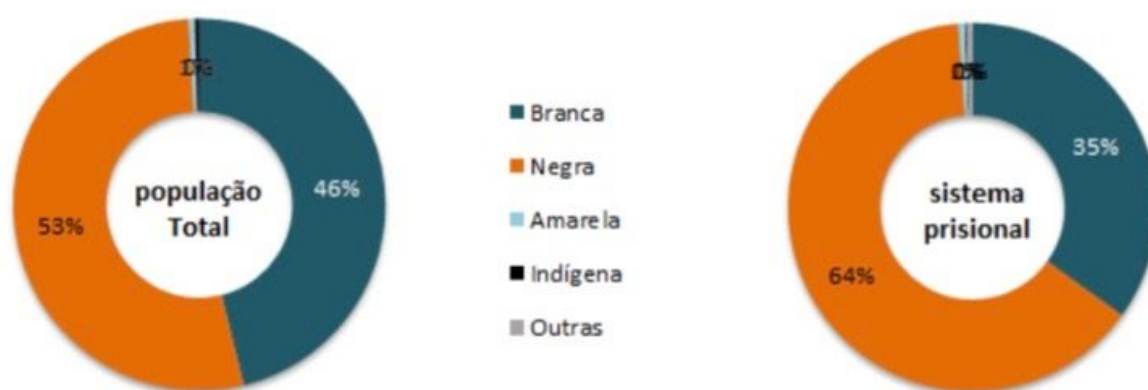 46%
53%
população
Total
Branca
Negra
Amarela
Indígena
Outras
35%
64%
sistema
prisional